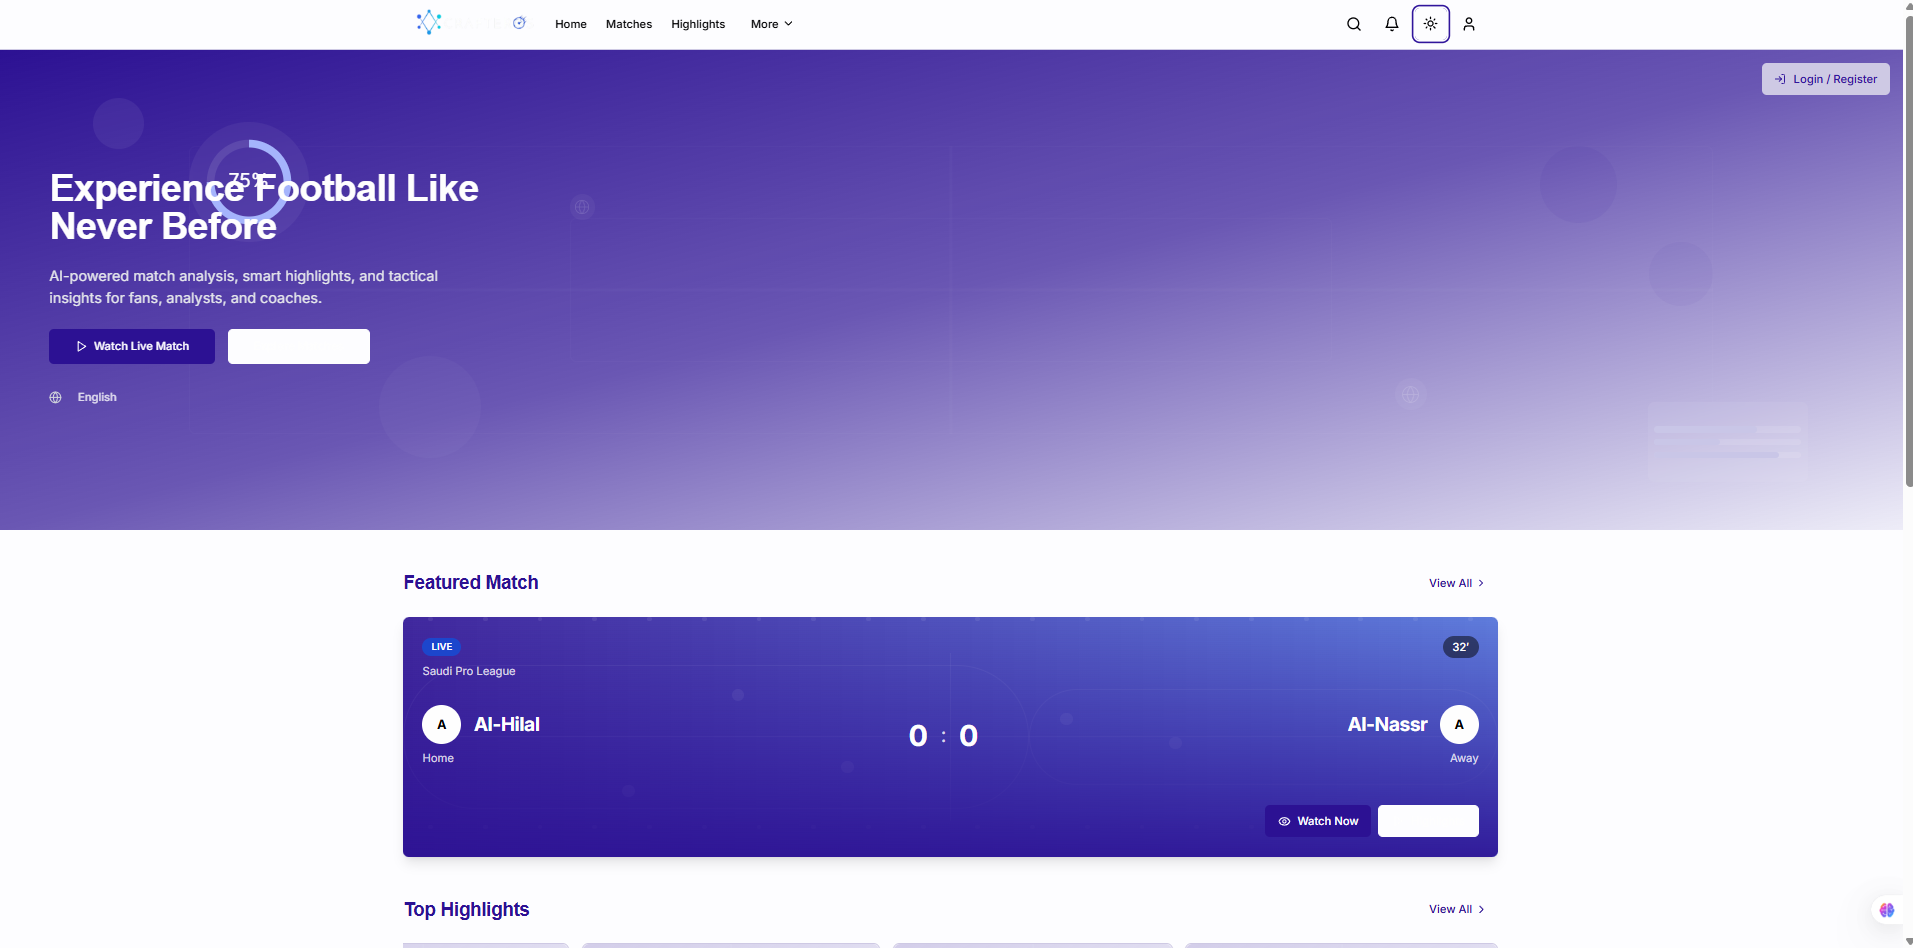 Home
Matches
Highlights
More
Login / Register
75%
Experience Football Like
Never Before
AI-powered match analysis, smart highlights, and tactical
insights for fans, analysts, and coaches.
Watch Live Match
English
Featured Match
View All
LIVE
32'
Saudi Pro League
A
Al-Hilal
0 : 0
Al-Nassr
A
Home
Away
Watch Now
Top Highlights
View All